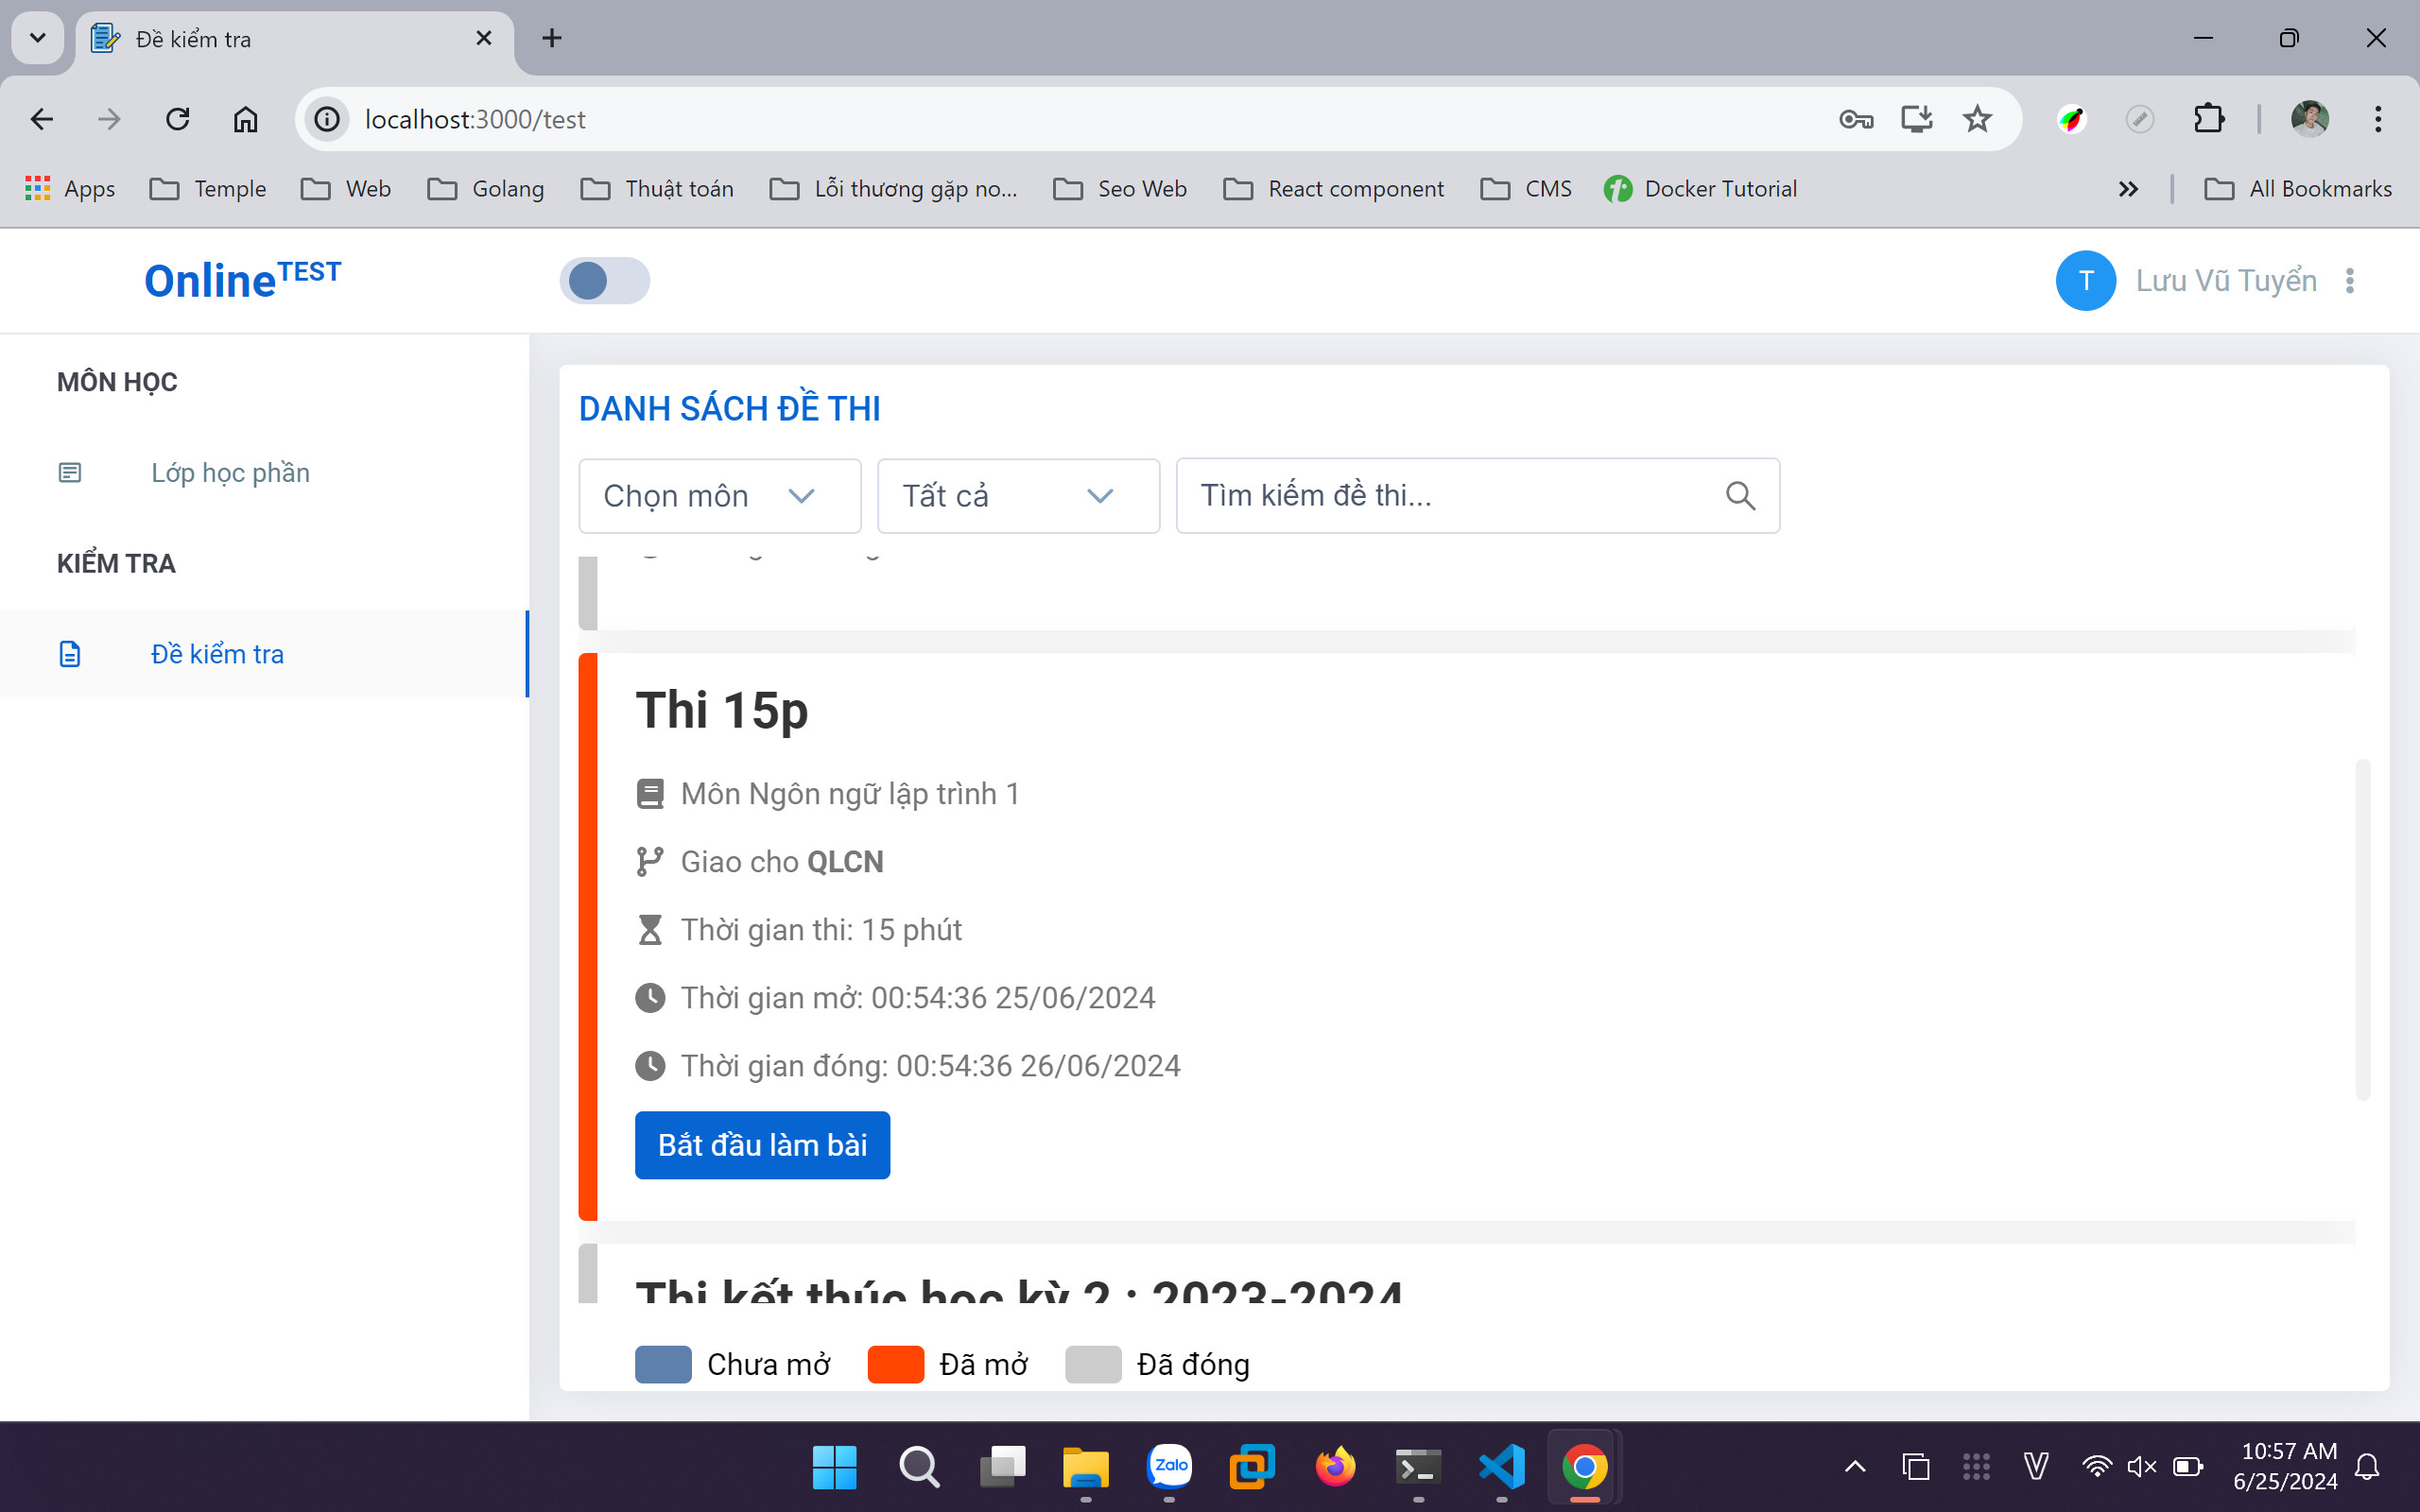 Đề kiểm tra
localhost:3000/test
Apps Temple Web Golang Thuật toán Lỗi thương gặp no... Seo Web React component CMS Docker Tutorial All Bookmarks
OnlineTEST
T Lưu Vũ Tuyển
MÔN HỌC
Lớp học phần
KIỂM TRA
Đề kiểm tra
DANH SÁCH ĐỀ THI
Chọn môn Tất cả Tìm kiếm đề thi...
Thi 15p
Môn Ngôn ngữ lập trình 1
Giao cho QLCN
Thời gian thi: 15 phút
Thời gian mở: 00:54:36 25/06/2024
Thời gian đóng: 00:54:36 26/06/2024
Bắt đầu làm bài
Thi kết thúc học kỳ 2 : 2023-2024
Chưa mở Đã mở Đã đóng
Zalo
10:57 AM
6/25/2024